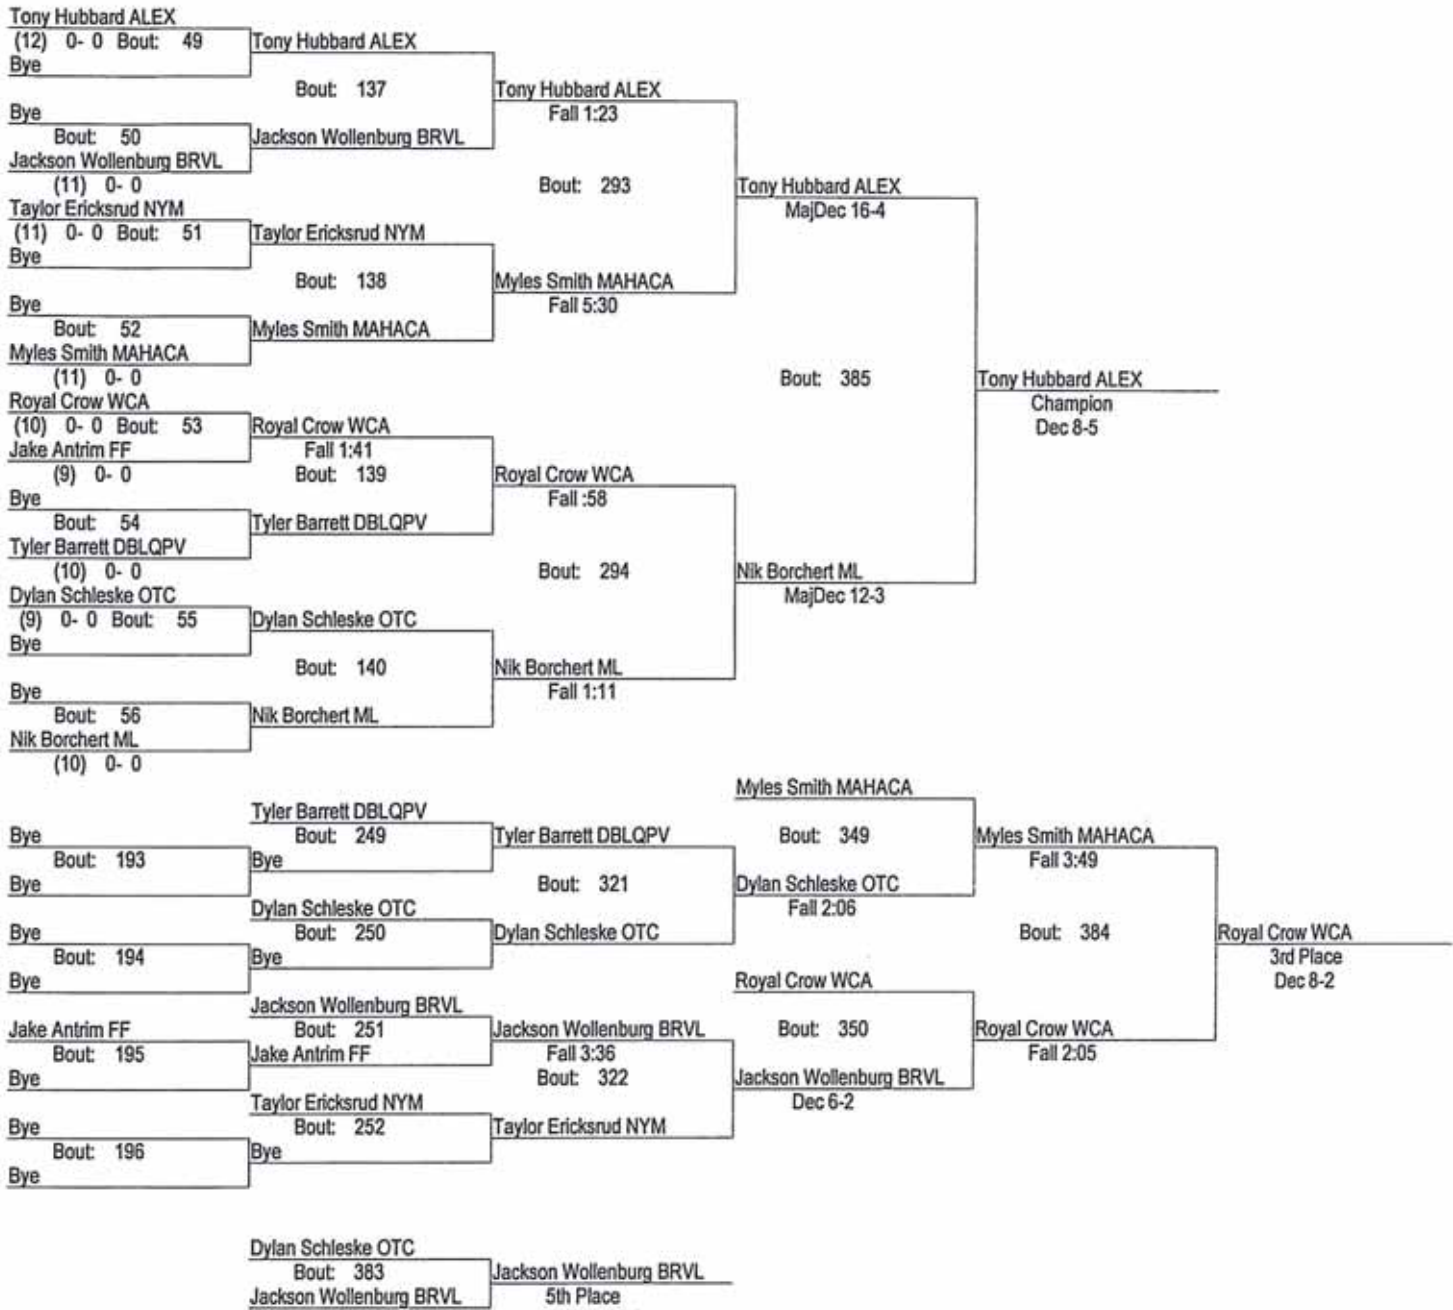 Tony Hubbard ALEX
(12) 0- 0 Bout: 49
Bye
Bye
Bout: 50
Jackson Wollenburg BRVL
(11) 0- 0
Taylor Ericksrud NYM
(11) 0- 0 Bout: 51
Bye
Bye
Bout: 52
Myles Smith MAHACA
(11) 0- 0
Royal Crow WCA
(10) 0- 0 Bout: 53
Jake Antrim FF
(9) 0- 0
Bye
Bout: 54
Tyler Barrett DBLQPV
(10) 0- 0
Dylan Schleske OTC
(9) 0- 0 Bout: 55
Bye
Bye
Bout: 56
Nik Borchert ML
(10) 0- 0
Tony Hubbard ALEX
Bout: 137
Jackson Wollenburg BRVL
Taylor Ericksrud NYM
Bout: 138
Myles Smith MAHACA
Royal Crow WCA
Fall 1:41
Bout: 139
Tyler Barrett DBLQPV
Dylan Schleske OTC
Bout: 140
Nik Borchert ML
Tony Hubbard ALEX
Fall 1:23
Bout: 293
Myles Smith MAHACA
Fall 5:30
Royal Crow WCA
Fall :58
Bout: 294
Nik Borchert ML
Fall 1:11
Tony Hubbard ALEX
MajDec 16-4
Bout: 385
Nik Borchert ML
MajDec 12-3
Tony Hubbard ALEX
Champion
Dec 8-5
Bye
Bout: 193
Bye
Bye
Bout: 194
Bye
Jake Antrim FF
Bout: 195
Bye
Bye
Bout: 196
Bye
Tyler Barrett DBLQPV
Bout: 249
Bye
Dylan Schleske OTC
Bout: 250
Bye
Jackson Wollenburg BRVL
Bout: 251
Jake Antrim FF
Taylor Ericksrud NYM
Bout: 252
Bye
Tyler Barrett DBLQPV
Bout: 321
Dylan Schleske OTC
Jackson Wollenburg BRVL
Fall 3:36
Bout: 322
Taylor Ericksrud NYM
Myles Smith MAHACA
Bout: 349
Dylan Schleske OTC
Fall 2:06
Royal Crow WCA
Bout: 350
Jackson Wollenburg BRVL
Dec 6-2
Myles Smith MAHACA
Fall 3:49
Bout: 384
Royal Crow WCA
Fall 2:05
Royal Crow WCA
3rd Place
Dec 8-2
Dylan Schleske OTC
Bout: 383
Jackson Wollenburg BRVL
Jackson Wollenburg BRVL
5th Place